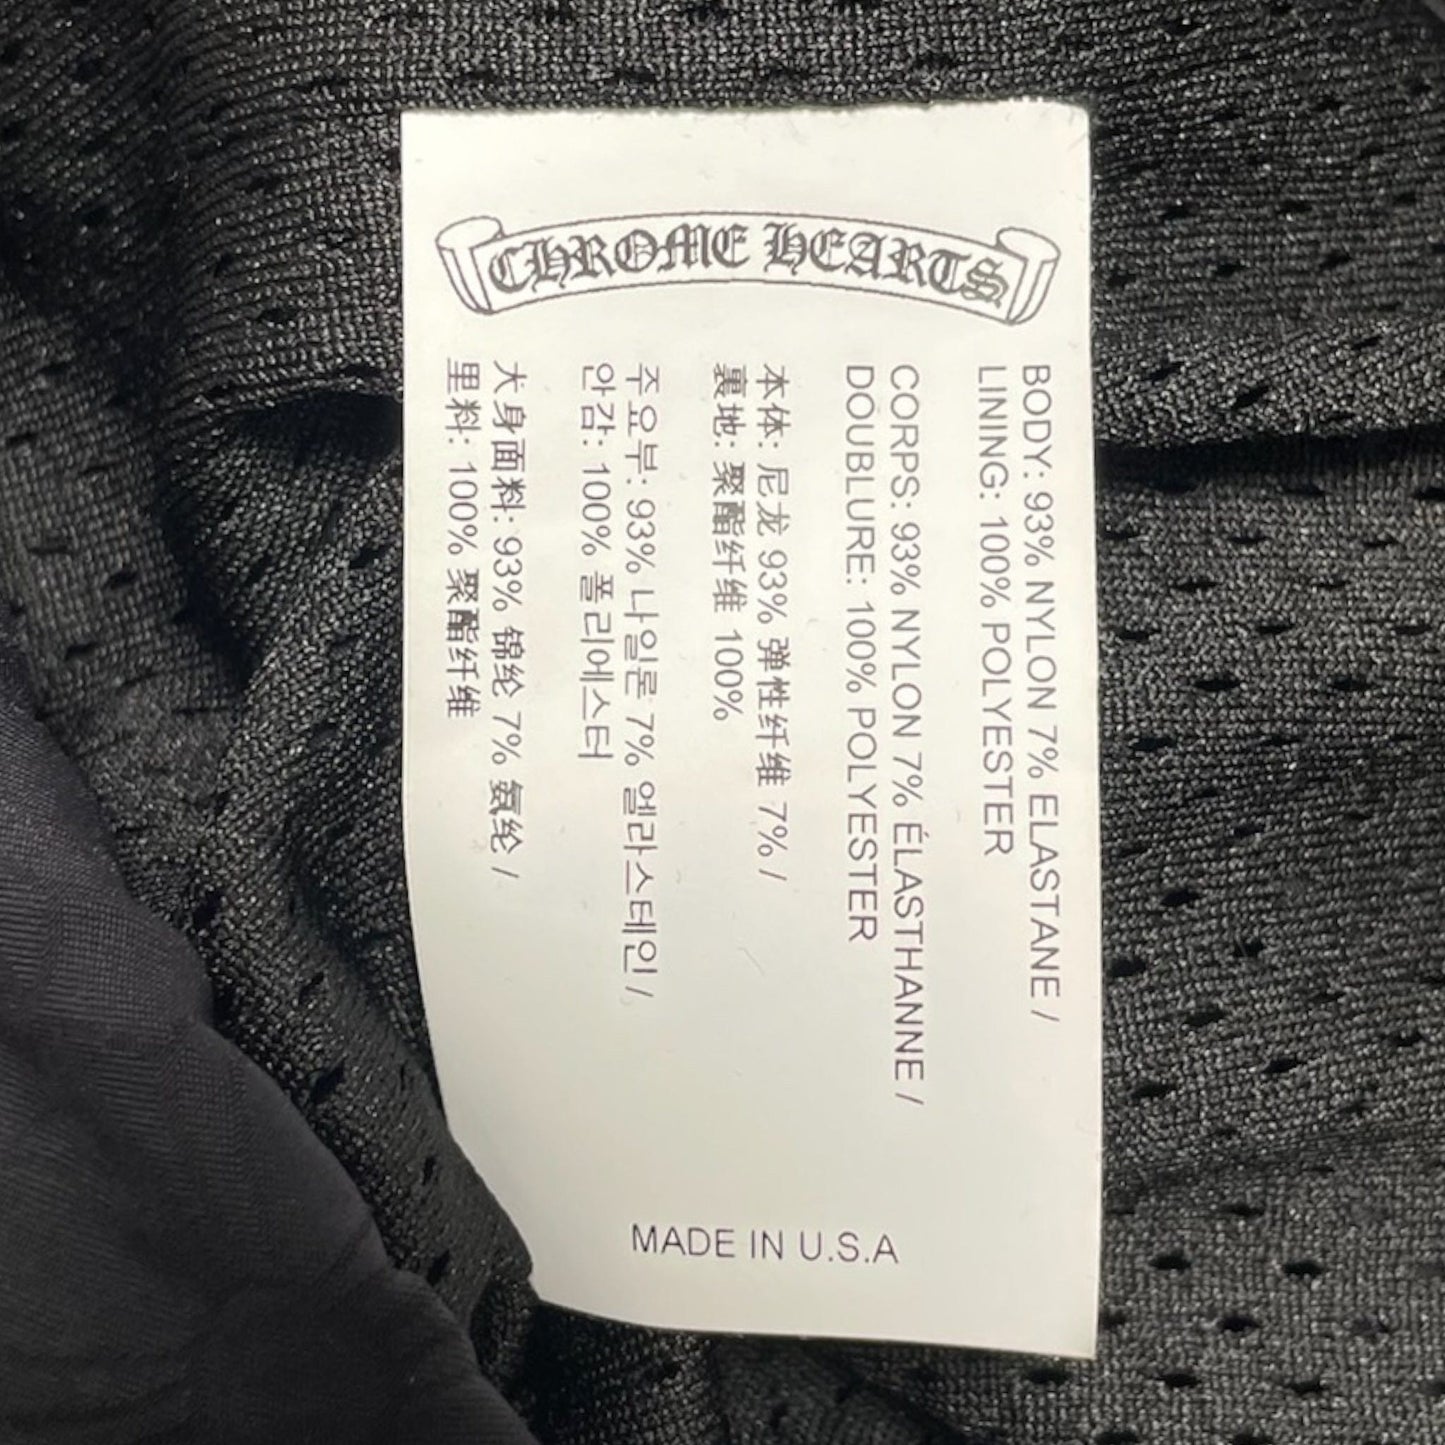 CHROME HEARTS
BODY: 93% NYLON 7% ELASTANE /
LINING: 100% POLYESTER
CORPS: 93% NYLON 7% ÉLASTHANNE /
DOUBLURE: 100% POLYESTER
本体: 尼龙 93% 弹性纤维 7% /
裏地: 聚酯纤维 100%
주요부: 93% 나일론 7% 엘라스테인 /
안감: 100% 폴리에스터
大身面料: 93% 锦纶 7% 氨纶 /
里料: 100% 聚酯纤维
MADE IN U.S.A